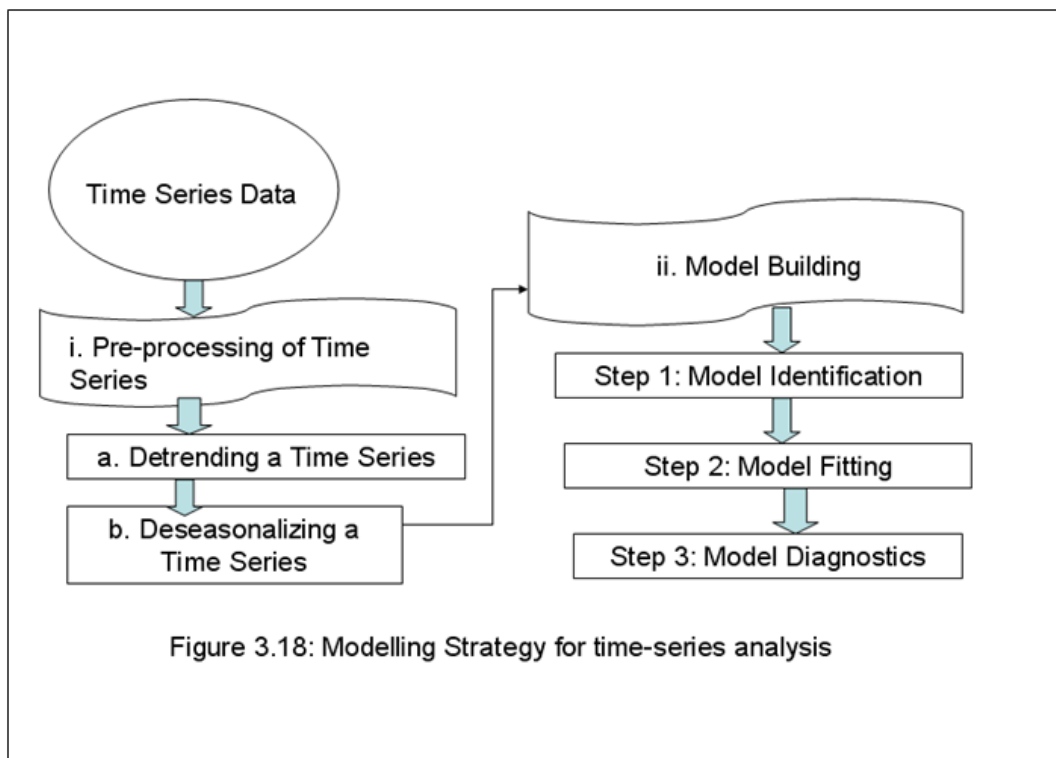 Time Series Data
i. Pre-processing of Time
Series
a. Detrending a Time Series
b. Deseasonalizing a
Time Series
ii. Model Building
Step 1: Model Identification
Step 2: Model Fitting
Step 3: Model Diagnostics
Figure 3.18: Modelling Strategy for time-series analysis